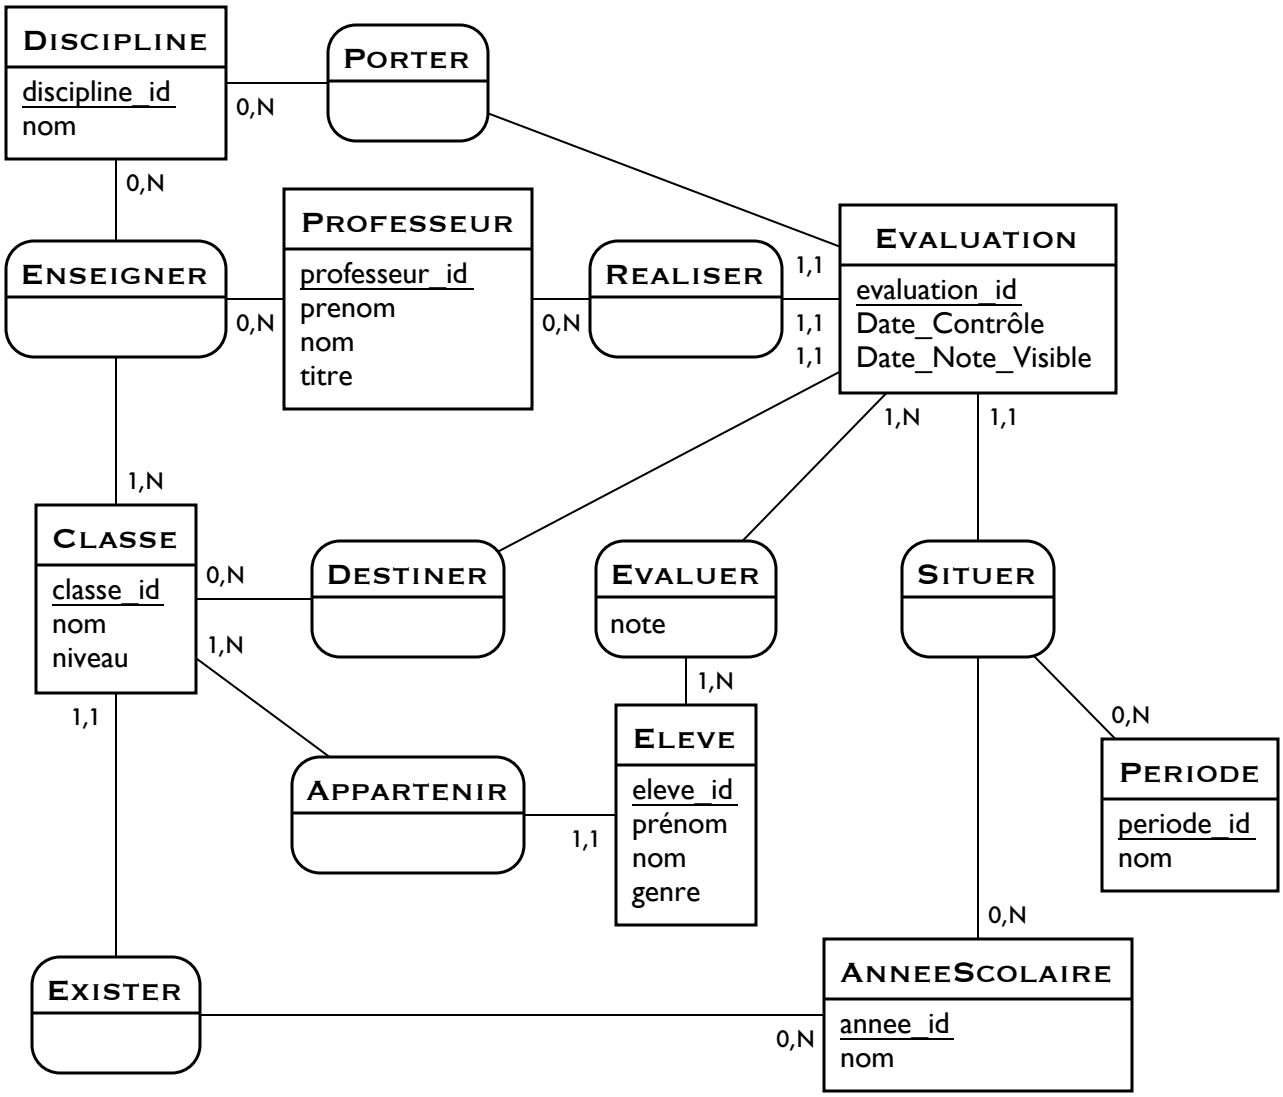 DISCIPLINE
discipline_id
nom
PORTER
0,N
0,N
PROFESSEUR
professeur_id
prenom
nom
titre
ENSEIGNER
0,N
REALISER
0,N
EVALUATION
evaluation_id
Date_Contrôle
Date_Note_Visible
1,1
1,1
1,1
1,N
1,1
1,N
CLASSE
classe_id
nom
niveau
0,N
1,N
1,1
DESTINER
EVALUER
note
SITUER
1,N
ELEVE
eleve_id
prénom
nom
genre
0,N
PERIODE
periode_id
nom
APPARTENIR
1,1
0,N
ANNEESCOLAIRE
annee_id
nom
EXISTER
0,N